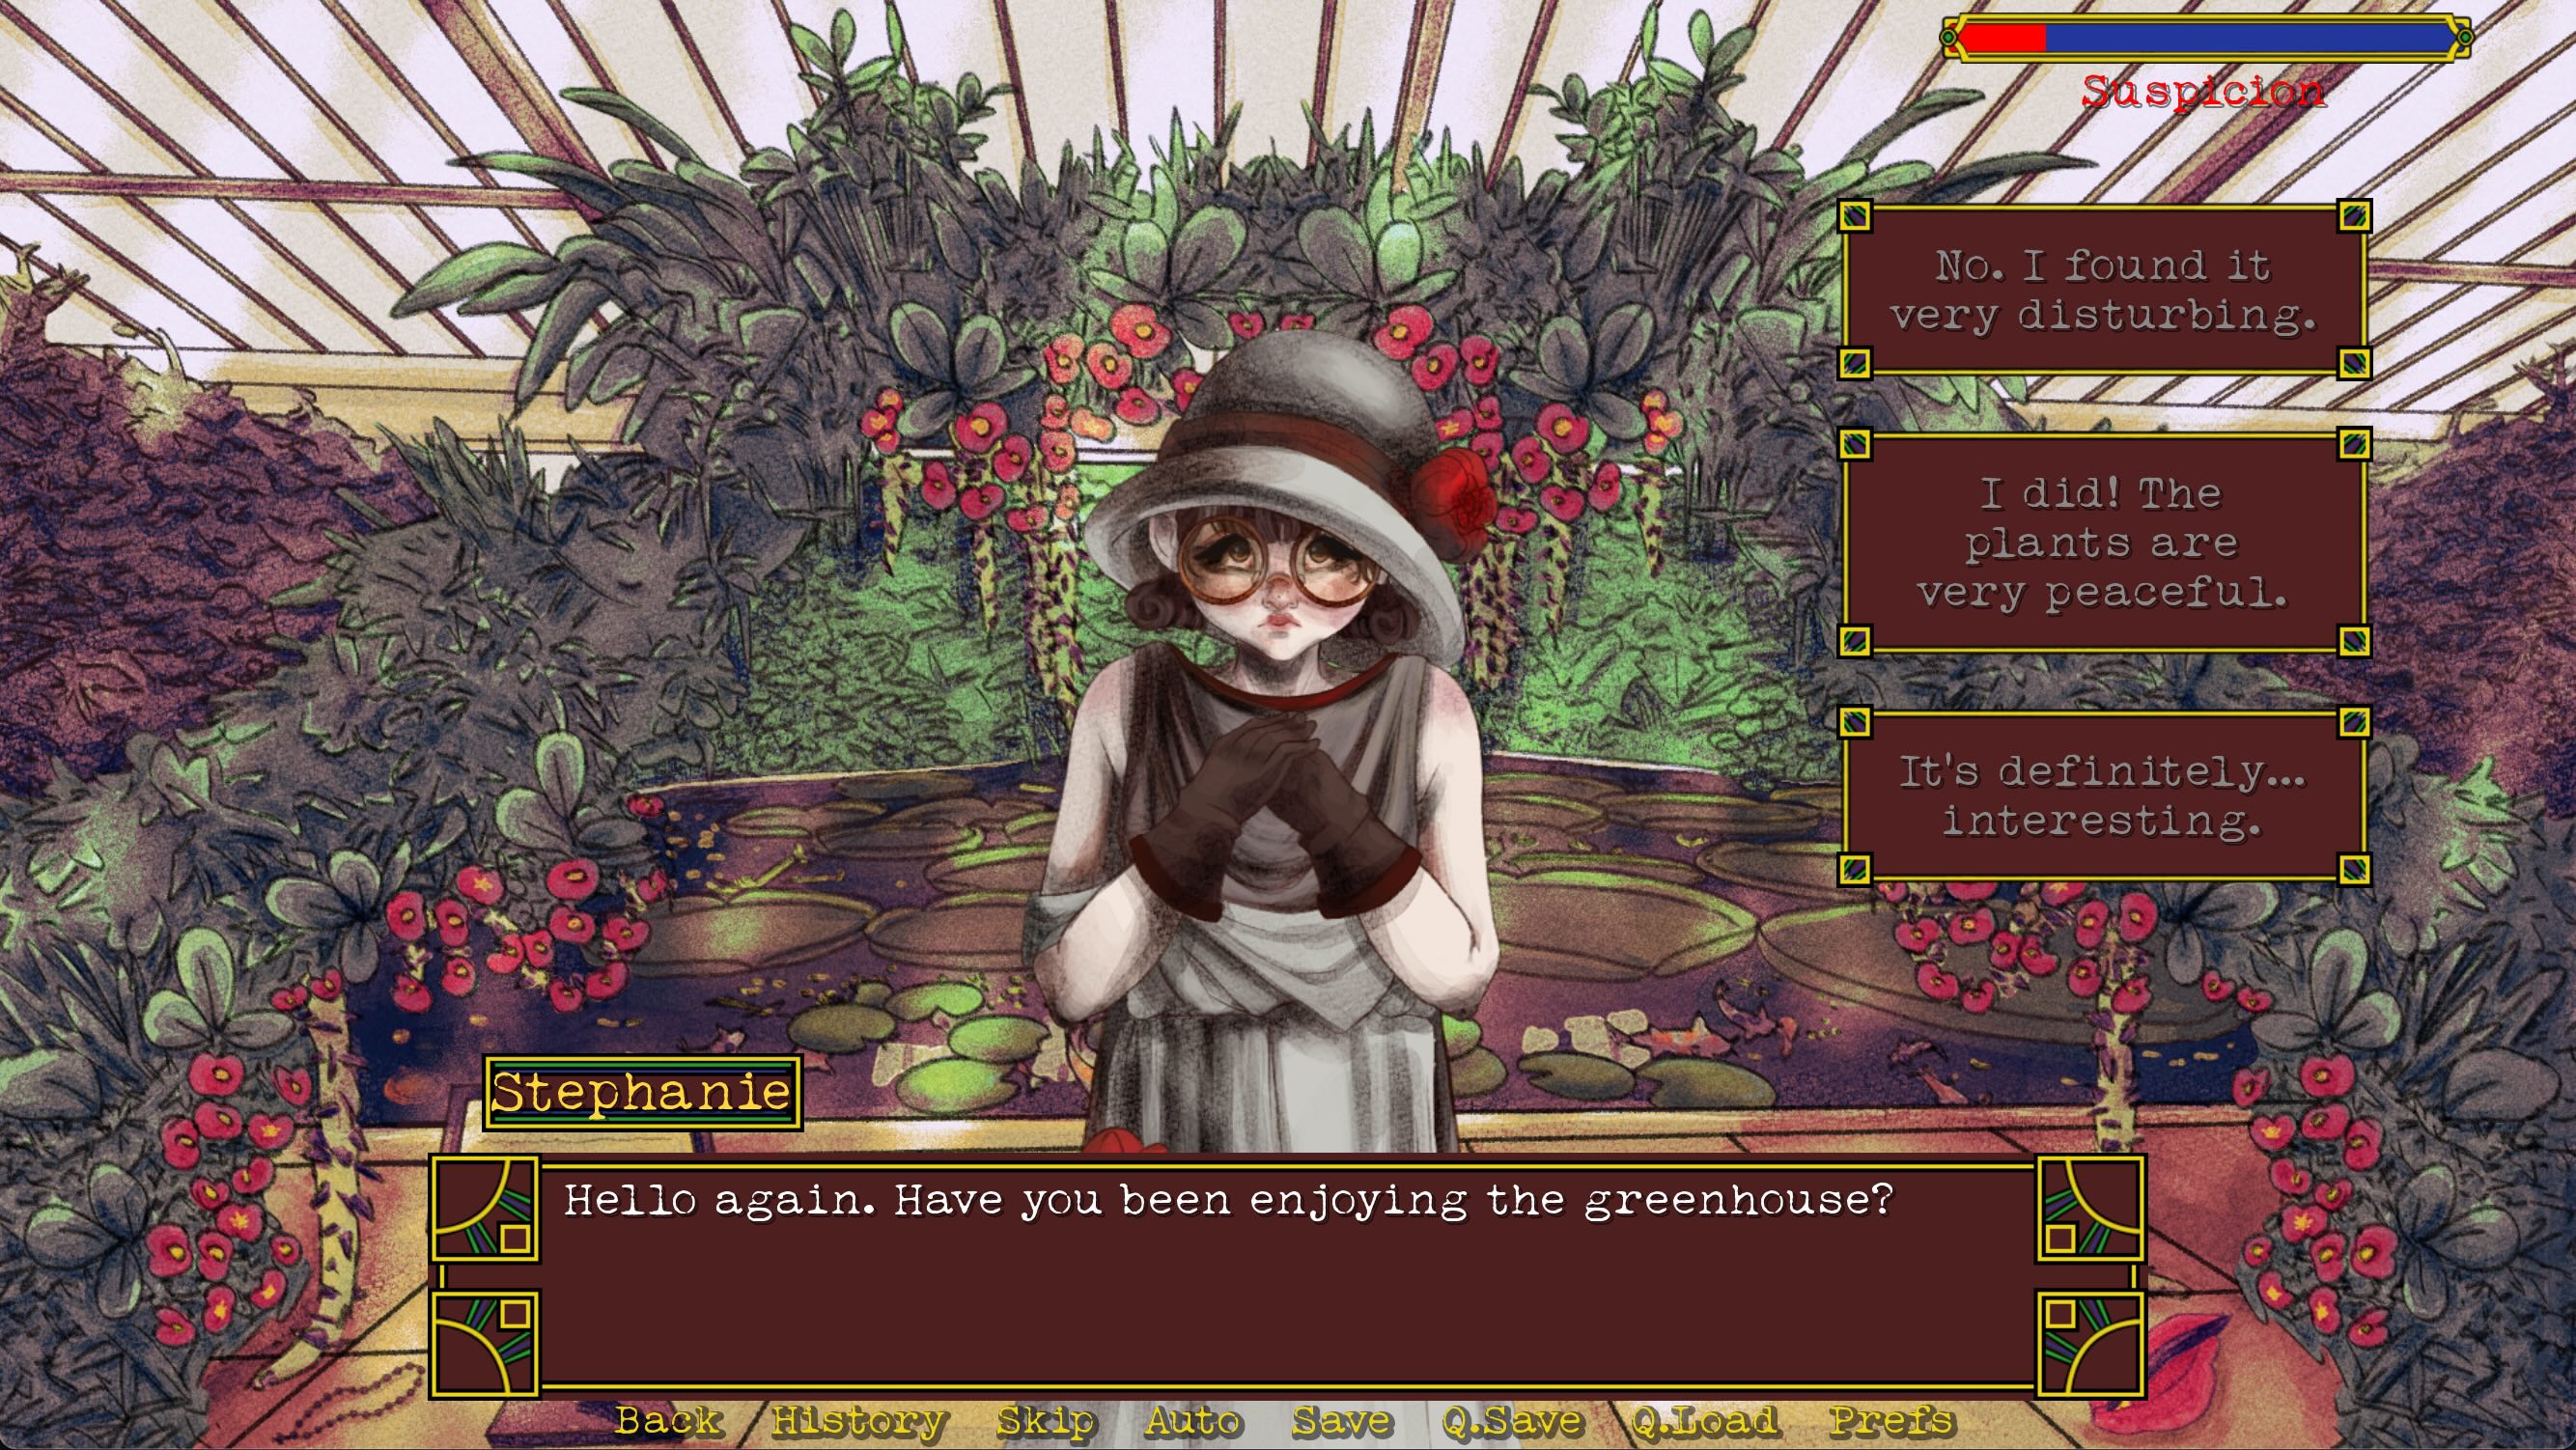 Suspicion
No. I found it
very disturbing.
I did! The
plants are
very peaceful.
It's definitely...
interesting.
Stephanie
Hello again. Have you been enjoying the greenhouse?
Back History Skip Auto Save Q.Save Q.Load Prefs